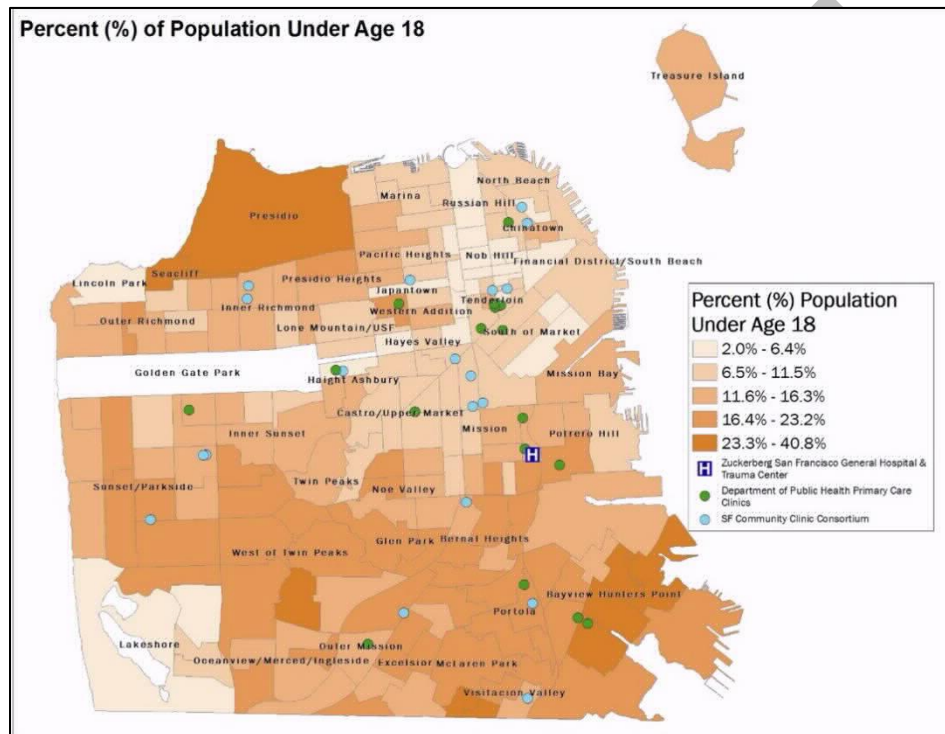 Percent (%) of Population Under Age 18
Treasure Island
North Beach
Marina
Russian Hill
Chinatown
Presidio
Pacific Heights
Nob Hill
Financial District/South Beach
Seacliff
Lincoln Park
Presidio Heights
Japantown
Tenderloin
Inner Richmond
Western Addition
Outer Richmond
Lone Mountain/USF
South of Market
Hayes Valley
Golden Gate Park
Mission Bay
Haight Ashbury
Castro/Upper Market
Mission
Potrero Hill
Inner Sunset
Twin Peaks
Sunset/Parkside
Noe Valley
Glen Park
Bernal Heights
West of Twin Peaks
Bayview Hunters Point
Portola
Lakeshore
Outer Mission
Oceanview/Merced/Ingleside
Excelsior
McLaren Park
Visitacion Valley
Percent (%) Population
Under Age 18
2.0% - 6.4%
6.5% - 11.5%
11.6% - 16.3%
16.4% - 23.2%
23.3% - 40.8%
H
Zuckerberg San Francisco General Hospital &
Trauma Center
Department of Public Health Primary Care
Clinics
SF Community Clinic Consortium
H